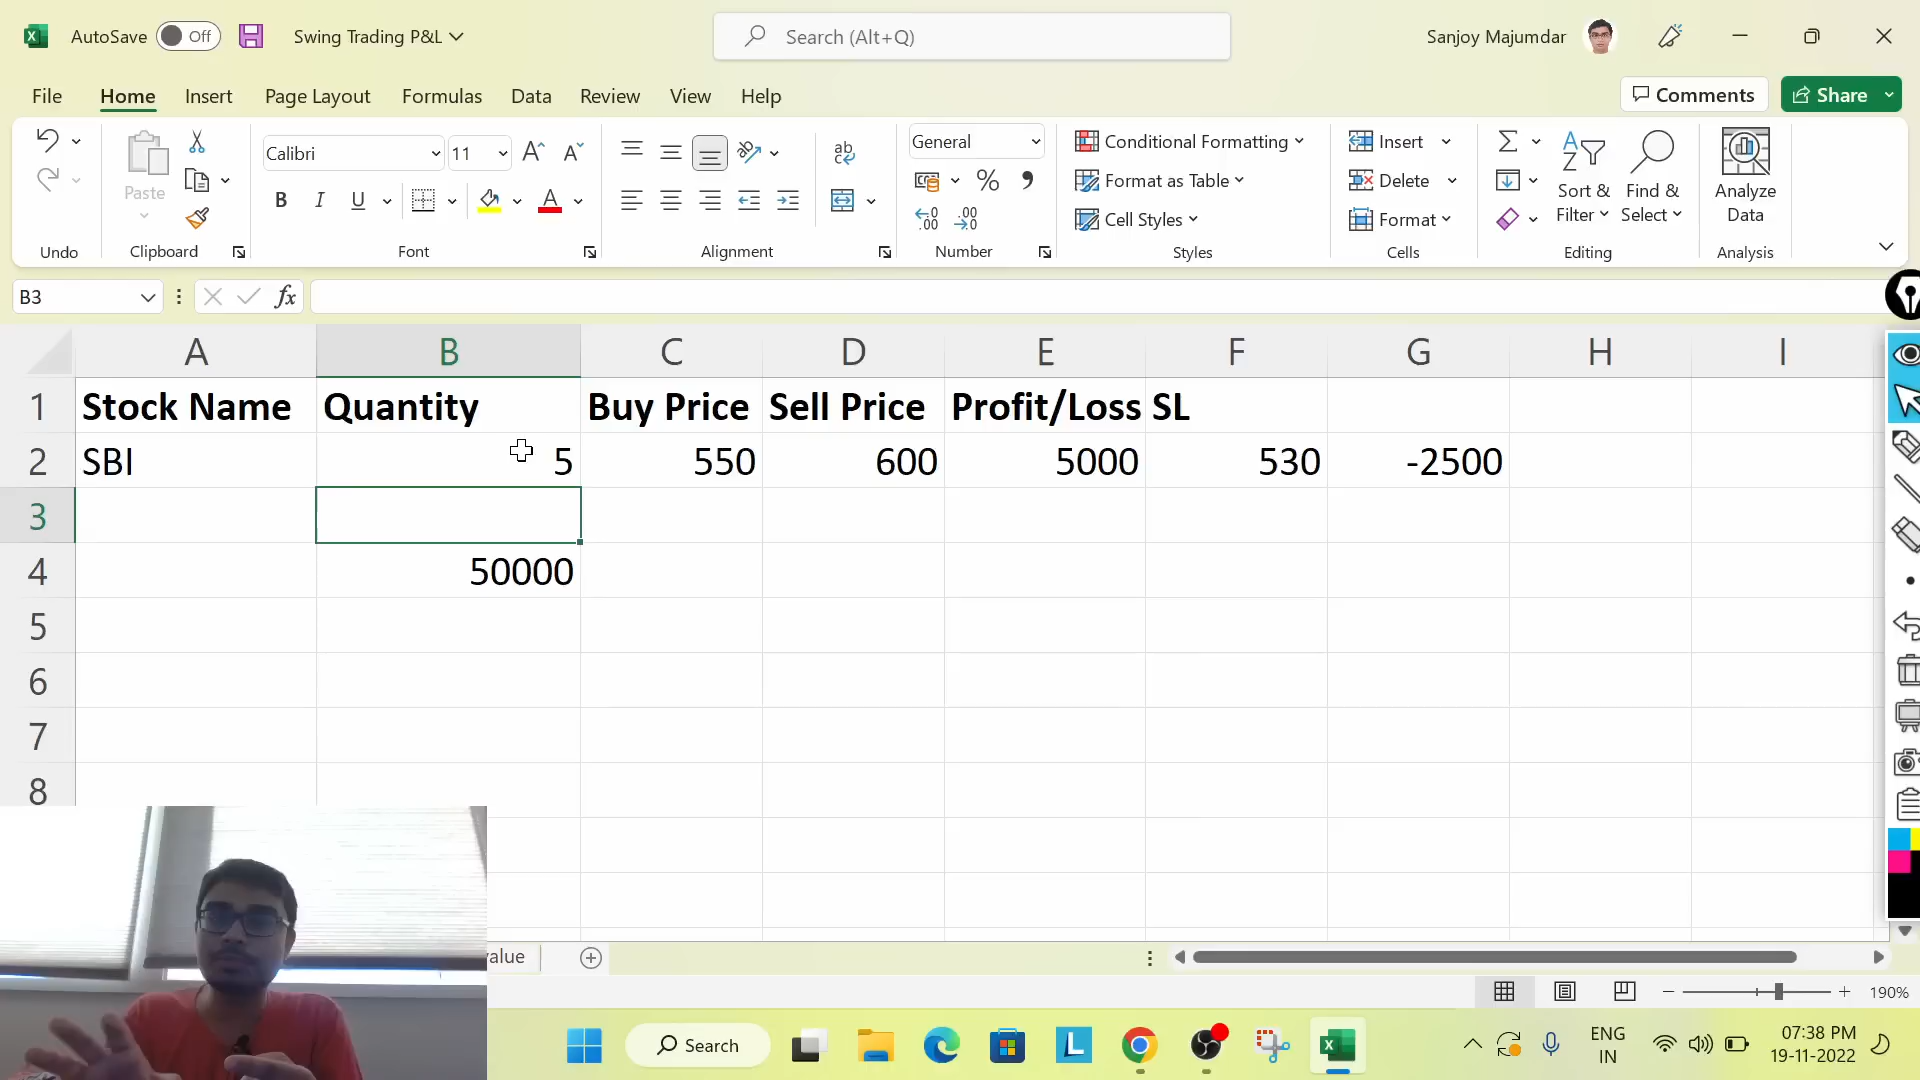 AutoSave Off Swing Trading P&L Search (Alt+Q) Sanjoy Majumdar
File Home Insert Page Layout Formulas Data Review View Help Comments Share
Calibri 11 General Conditional Formatting Insert
Paste Format as Table Delete Sort & Find & Analyze
B I U A % Cell Styles Format Filter Select Data
Undo Clipboard Font Alignment Number Styles Cells Editing Analysis
B3 fx
A B C D E F G H I
1 Stock Name Quantity Buy Price Sell Price Profit/Loss SL
2 SBI 5 550 600 5000 530 -2500
3
4 50000
5
6
7
8
value
190%
Search ENG 07:38 PM
IN 19-11-2022